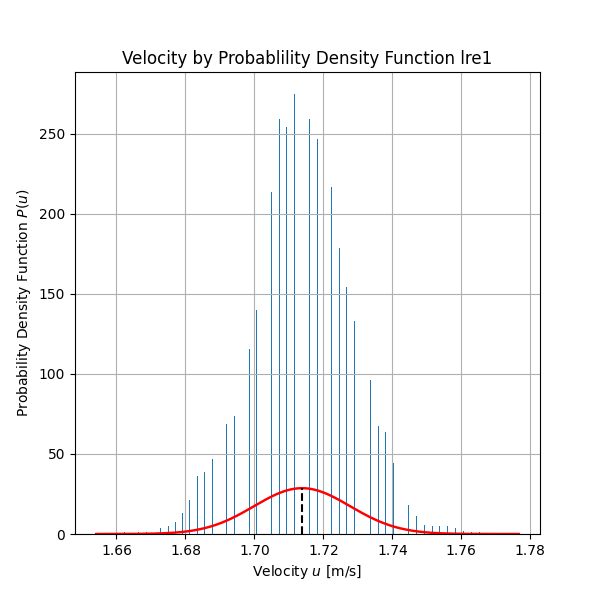 Velocity by Probablility Density Function lre1
Probability Density Function P(u)
250
200
150
100
50
0
1.66 1.68 1.70 1.72 1.74 1.76 1.78
Velocity u [m/s]